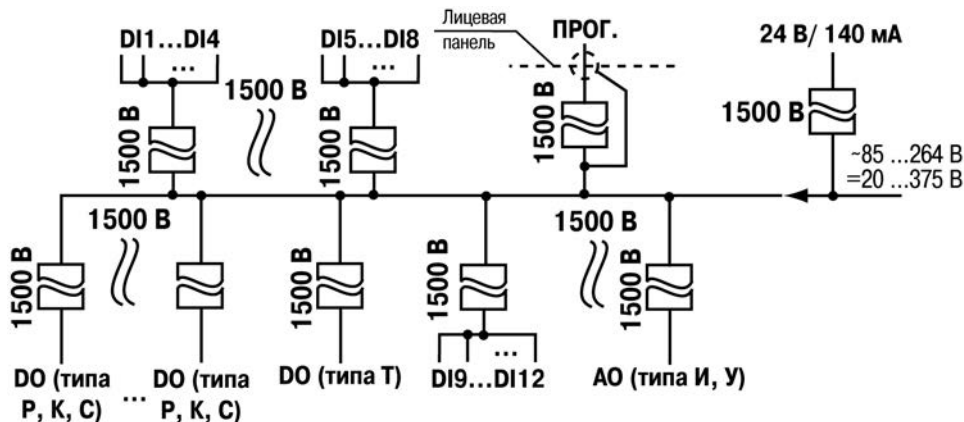 DI1...DI4
DI5...DI8
Лицевая
панель
ПРОГ.
24 В/ 140 мА
...
...
1500 В
1500 В
1500 В
1500 В
1500 В
1500 В
~85 ...264 В
=20 ...375 В
1500 В
1500 В
1500 В
1500 В
1500 В
1500 В
...
DO (типа
Р, К, С)
...
DO (типа
Р, К, С)
DO (типа Т)
DI9...DI12
АО (типа И, У)